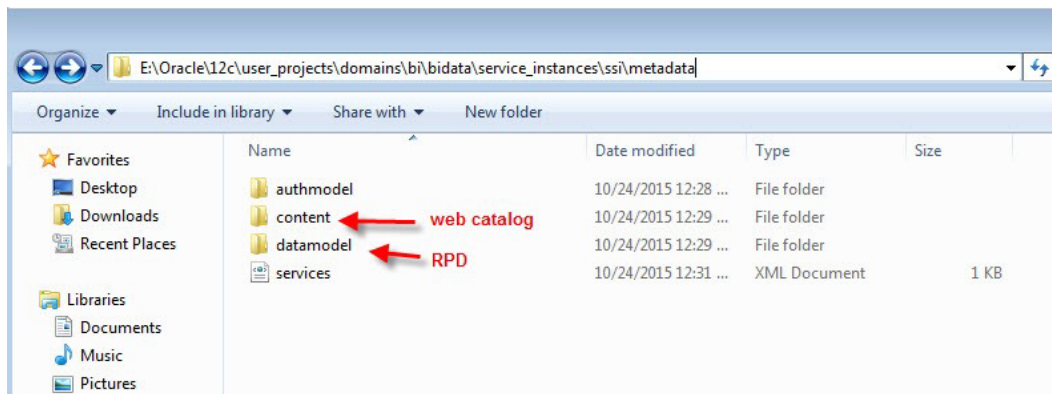 E:\Oracle\12c\user_projects\domains\bi\bidata\service_instances\ssi\metadata
Organize Include in library Share with New folder
Name Date modified Type Size
Favorites
Desktop
Downloads
Recent Places
Libraries
Documents
Music
Pictures
authmodel 10/24/2015 12:28 ... File folder
content web catalog 10/24/2015 12:29 ... File folder
datamodel RPD 10/24/2015 12:29 ... File folder
services 10/24/2015 12:31 ... XML Document 1 KB